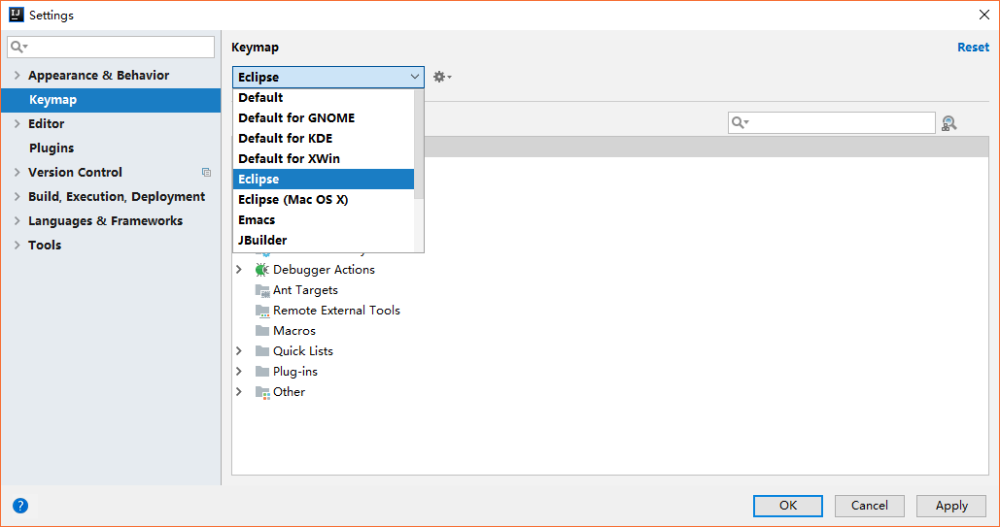 IJ
Settings
Keymap
Reset
Appearance & Behavior
Keymap
Editor
Plugins
Version Control
Build, Execution, Deployment
Languages & Frameworks
Tools
Eclipse
Default
Default for GNOME
Default for KDE
Default for XWin
Eclipse
Eclipse (Mac OS X)
Emacs
JBuilder
Debugger Actions
Ant Targets
Remote External Tools
Macros
Quick Lists
Plug-ins
Other
?
OK
Cancel
Apply